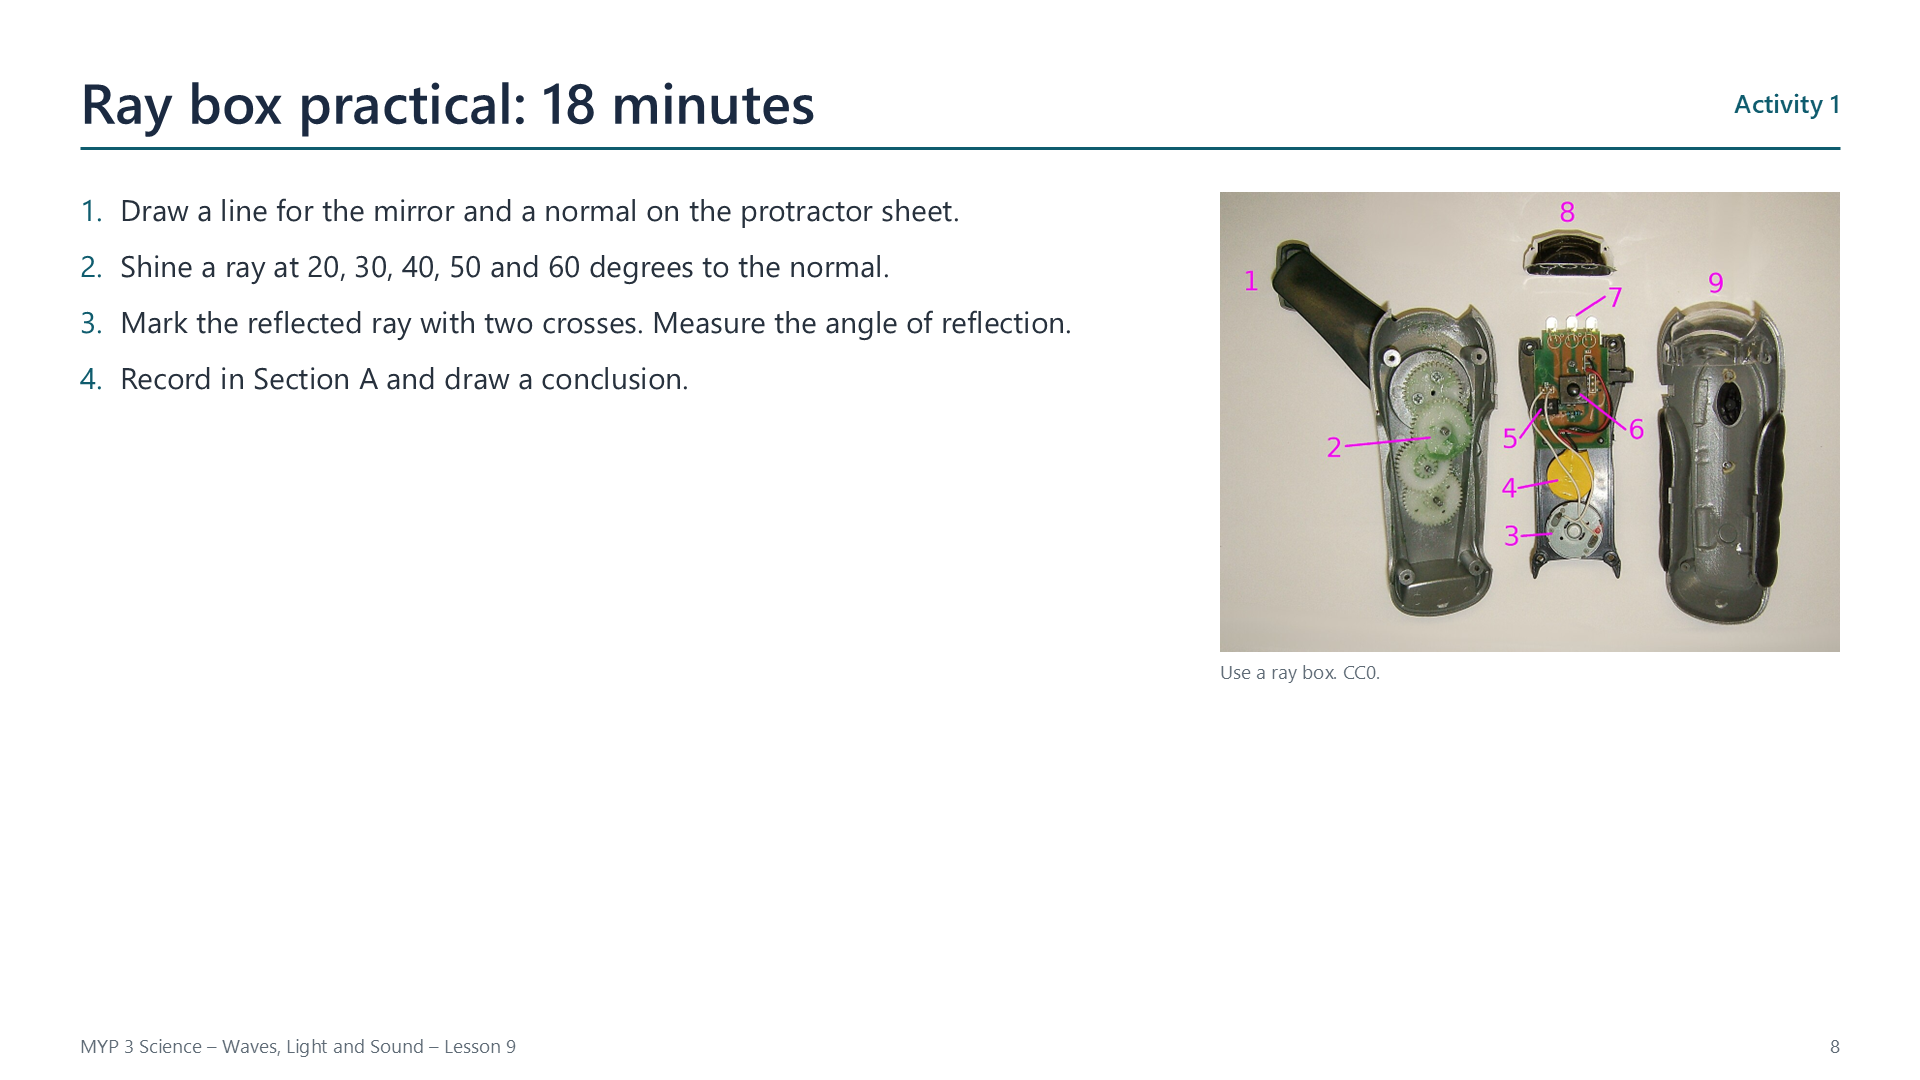 Ray box practical: 18 minutes
Activity 1
1. Draw a line for the mirror and a normal on the protractor sheet.
2. Shine a ray at 20, 30, 40, 50 and 60 degrees to the normal.
3. Mark the reflected ray with two crosses. Measure the angle of reflection.
4. Record in Section A and draw a conclusion.
8
1
7
9
2
5
6
4
3
Use a ray box. CC0.
MYP 3 Science – Waves, Light and Sound – Lesson 9
8